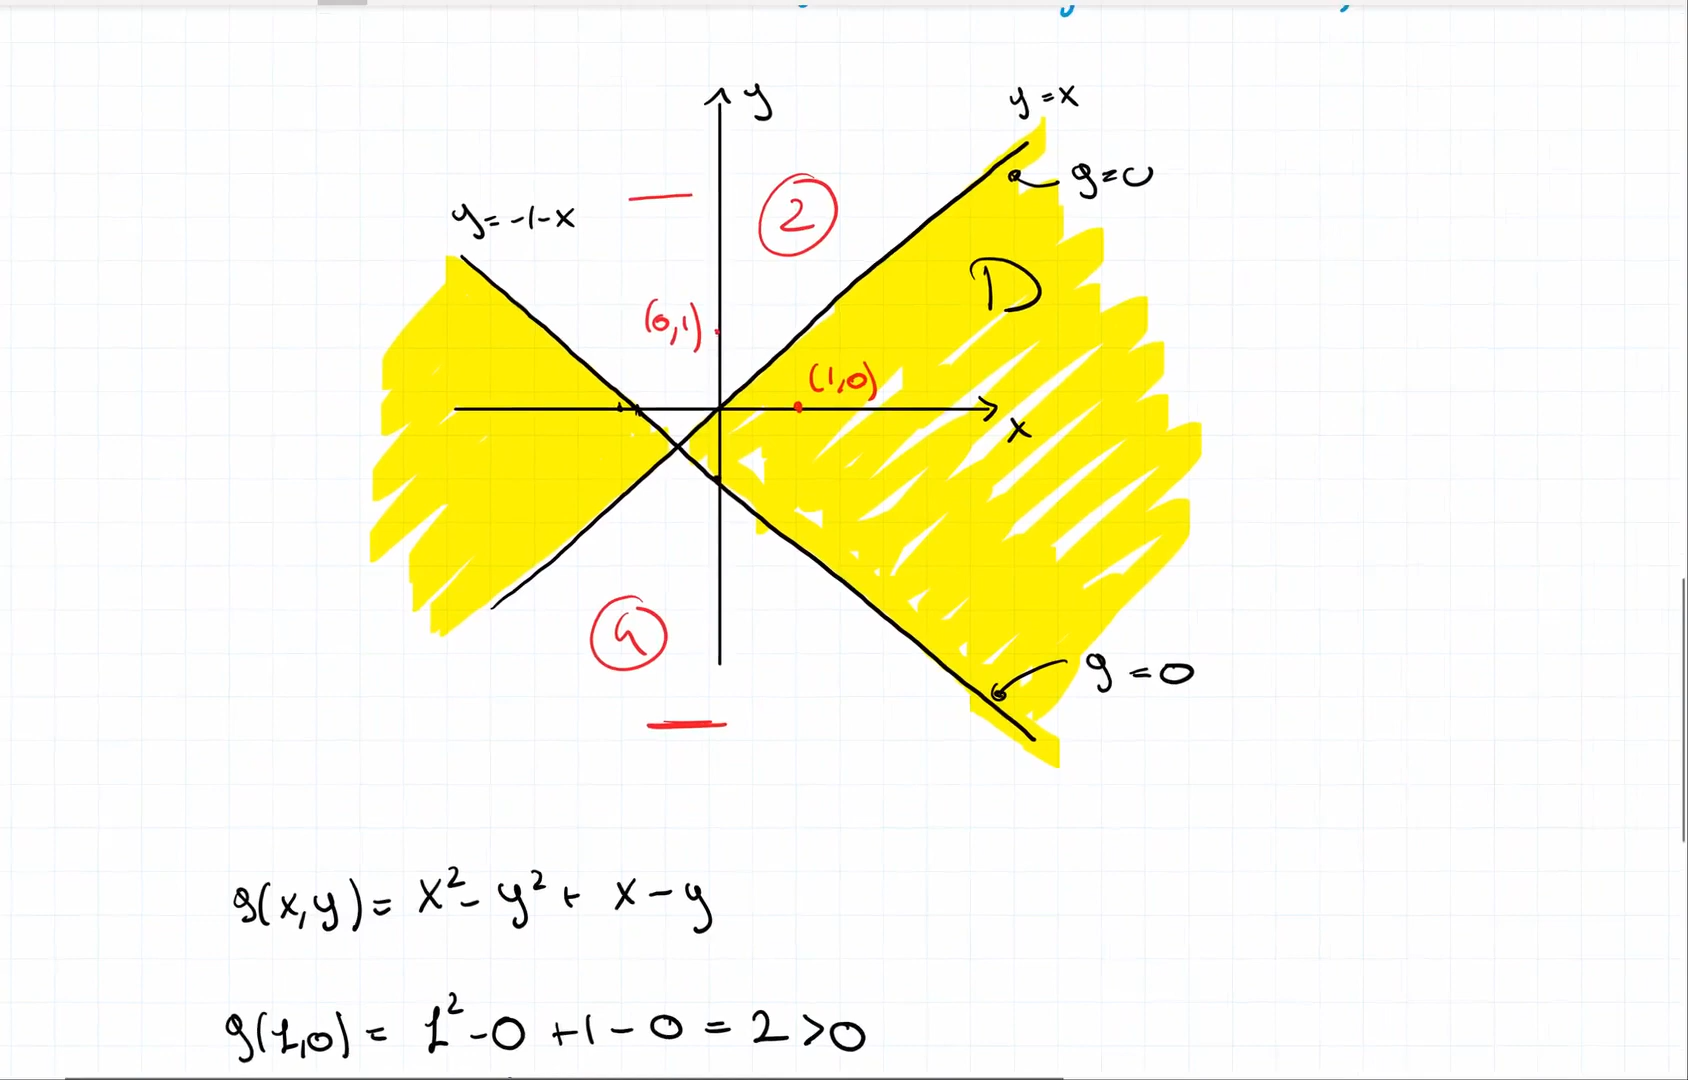 y
y = x
g = 0
②
y = -1-x
D
(0,1)
(1,0)
x
④
g = 0
g(x,y) = x² - y² + x - y
g(1,0) = 1² - 0 + 1 - 0 = 2 > 0